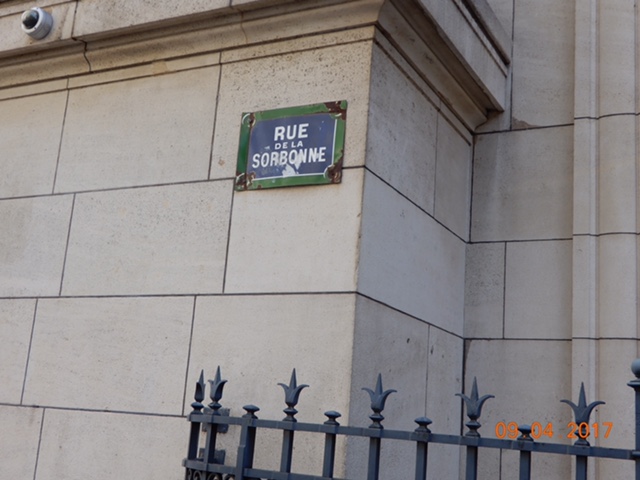 RUE
DE LA
SORBONNE
09 04 2017